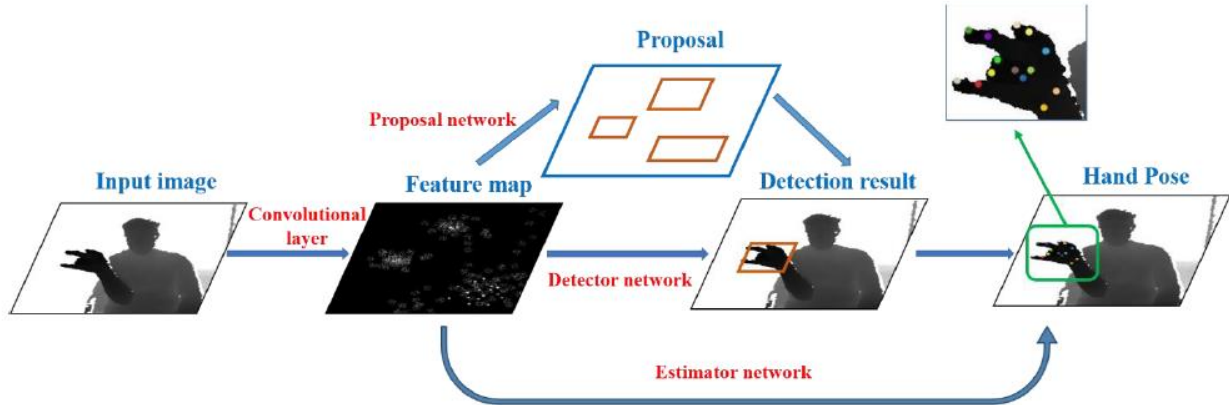 Proposal
Proposal network
Input image
Feature map
Detection result
Hand Pose
Convolutional
layer
Detector network
Estimator network